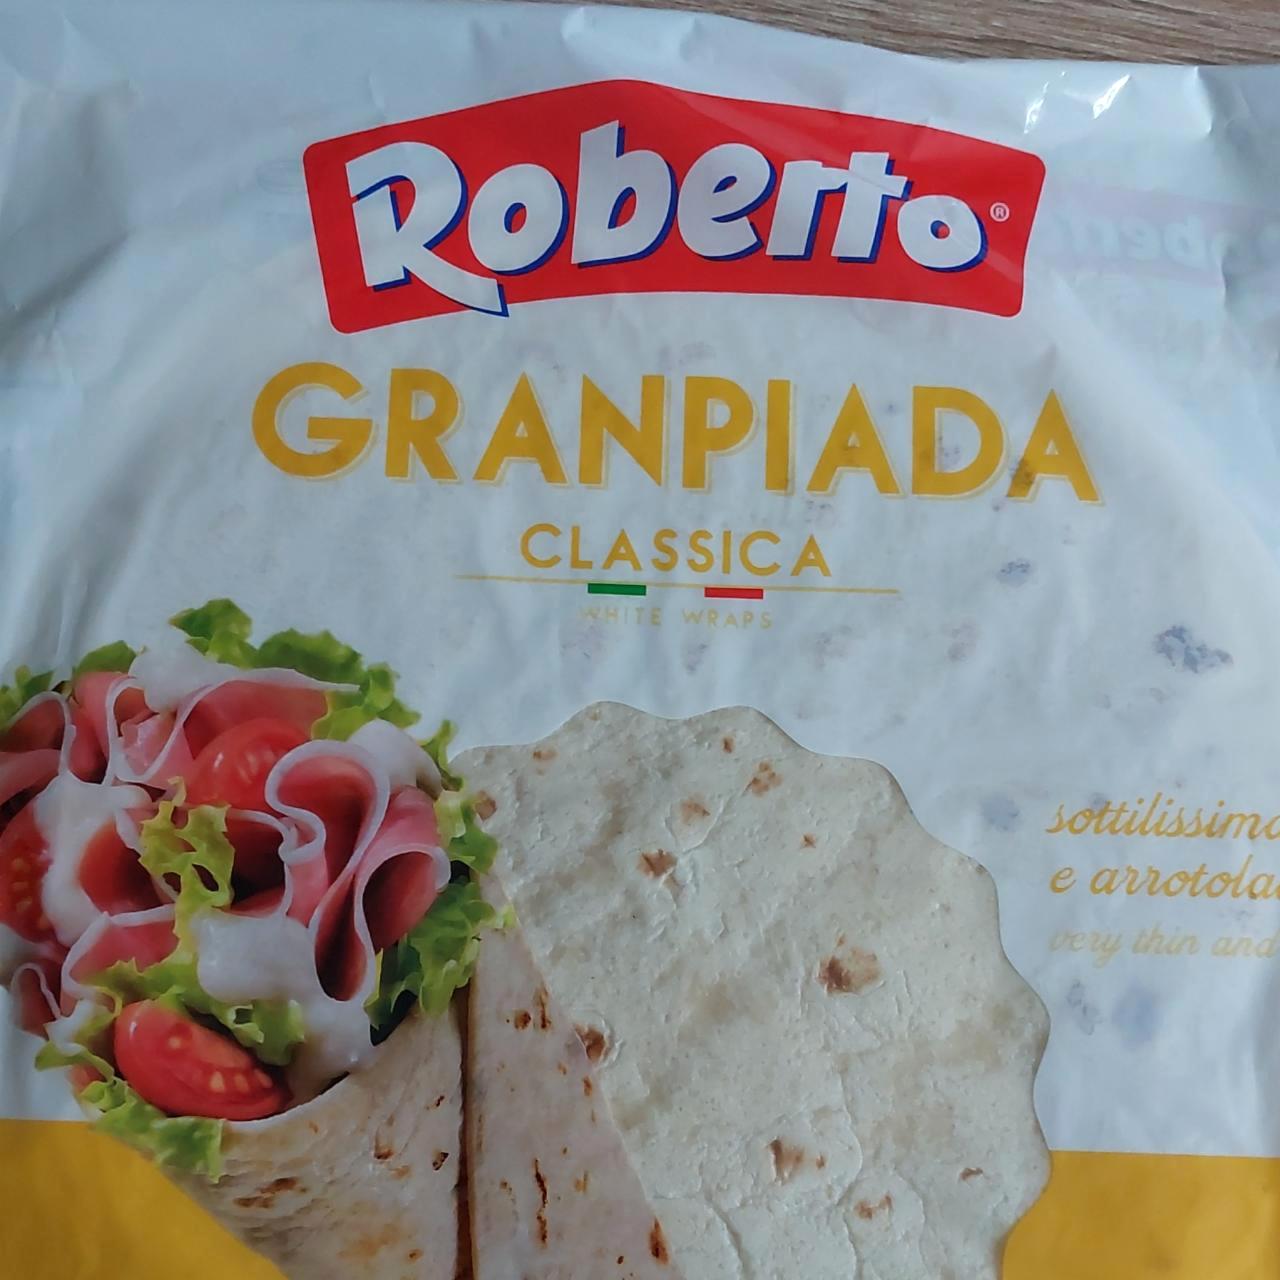 Roberto®
GRANPIADA
CLASSICA
WHITE WRAPS
sottilissima
e arrotola
very thin and